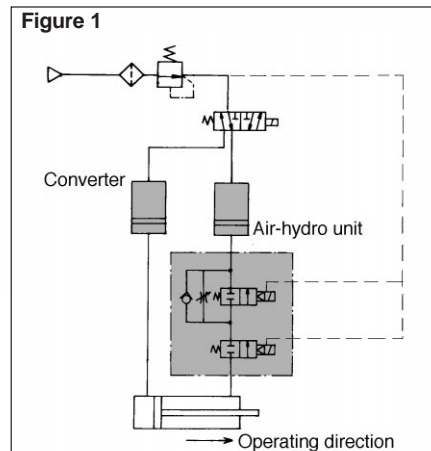 Figure 1
Converter
Air-hydro unit
Operating direction